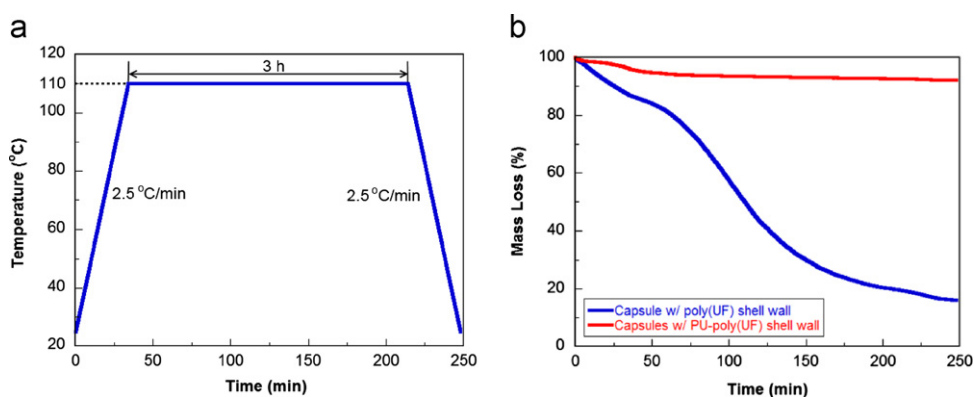 a
120
110
100
80
60
40
20
0
50
100
150
200
250
Temperature (°C)
Time (min)
3 h
2.5 °C/min
2.5 °C/min
b
100
80
60
40
20
0
0
50
100
150
200
250
Mass Loss (%)
Time (min)
Capsule w/ poly(UF) shell wall
Capsules w/ PU-poly(UF) shell wall